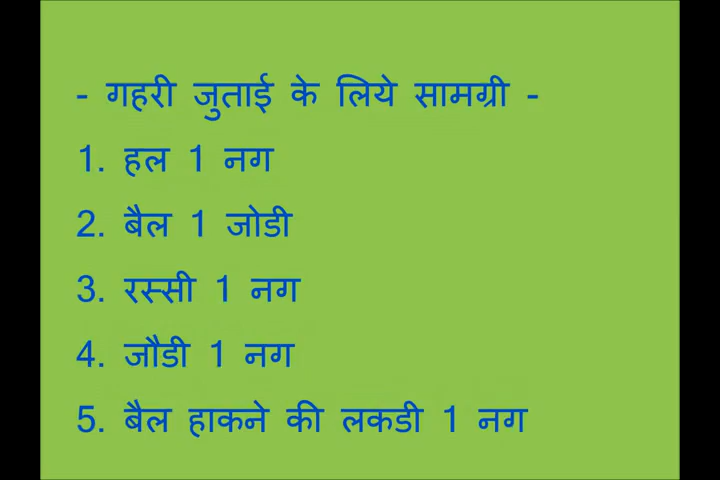 - गहरी जुताई के लिये सामग्री -
1. हल 1 नग
2. बैल 1 जोडी
3. रस्सी 1 नग
4. जौडी 1 नग
5. बैल हाकने की लकडी 1 नग